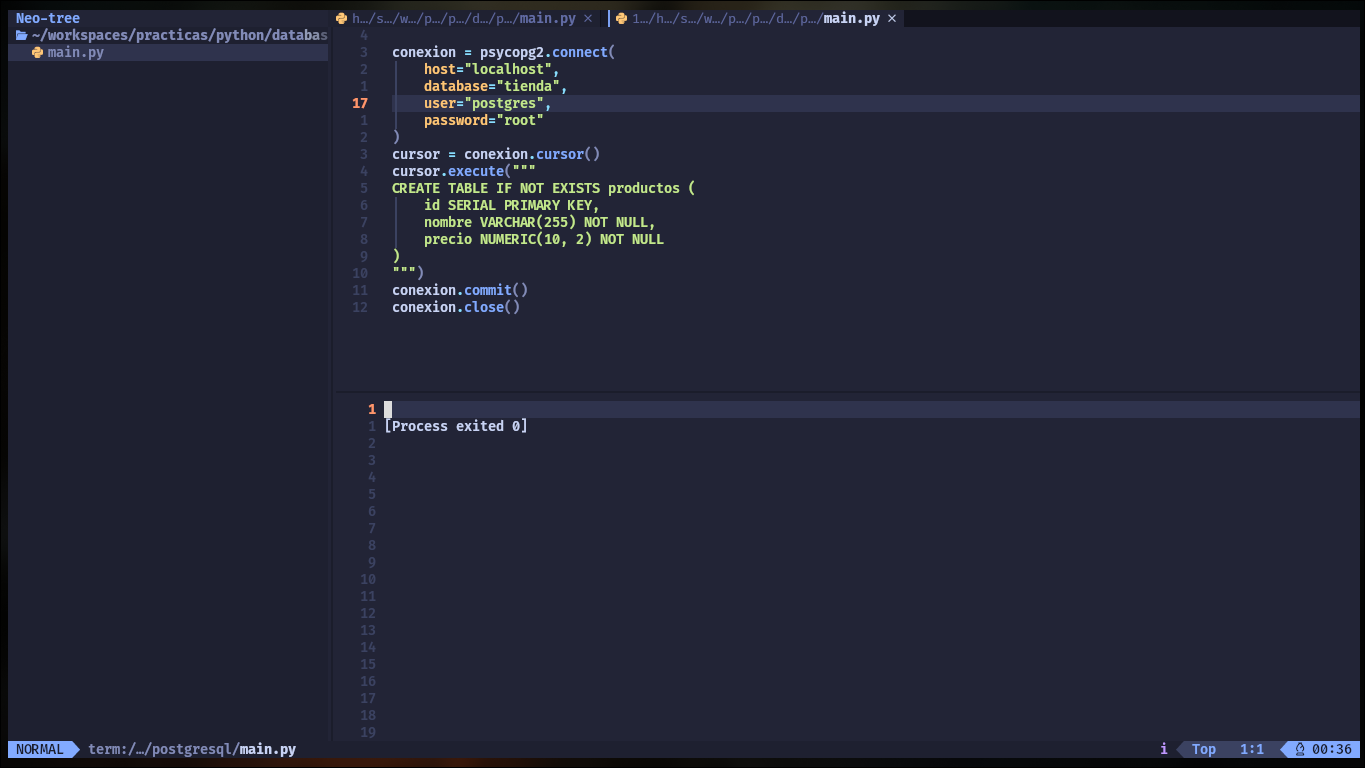 Neo-tree
~/workspaces/practicas/python/databas
main.py
h…/s…/w…/p…/p…/d…/p…/main.py ×
1…/h…/s…/w…/p…/p…/d…/p…/main.py ×
4
3 conexion = psycopg2.connect(
2 host="localhost",
1 database="tienda",
17 user="postgres",
1 password="root"
2 )
3 cursor = conexion.cursor()
4 cursor.execute("""
5 CREATE TABLE IF NOT EXISTS productos (
6 id SERIAL PRIMARY KEY,
7 nombre VARCHAR(255) NOT NULL,
8 precio NUMERIC(10, 2) NOT NULL
9 )
10 """)
11 conexion.commit()
12 conexion.close()
1
1 [Process exited 0]
2
3
4
5
6
7
8
9
10
11
12
13
14
15
16
17
18
19
NORMAL term:/…/postgresql/main.py i Top 1:1 00:36